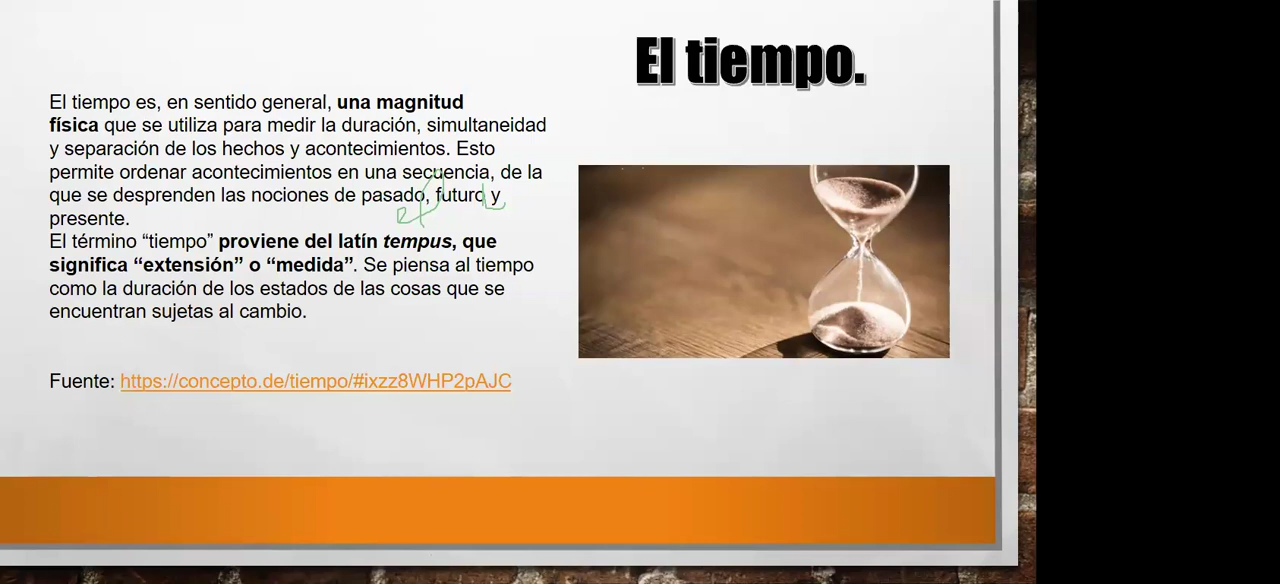 El tiempo.
El tiempo es, en sentido general, una magnitud
física que se utiliza para medir la duración, simultaneidad
y separación de los hechos y acontecimientos. Esto
permite ordenar acontecimientos en una secuencia, de la
que se desprenden las nociones de pasado, futuro y
presente.
El término “tiempo” proviene del latín tempus, que
significa “extensión” o “medida”. Se piensa al tiempo
como la duración de los estados de las cosas que se
encuentran sujetas al cambio.
Fuente: https://concepto.de/tiempo/#ixzz8WHP2pAJC